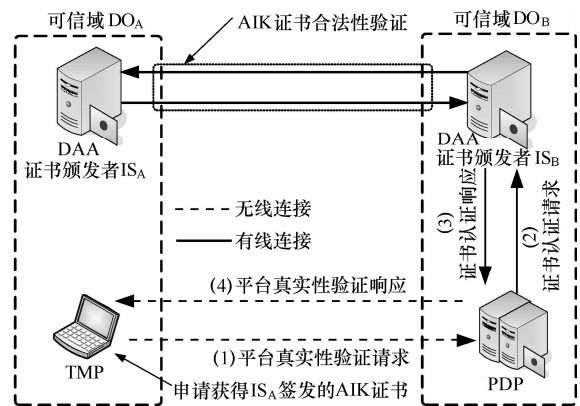 可信域DOA
AIK证书合法性验证
可信域DOB
DAA
证书颁发者ISA
DAA
证书颁发者ISB
无线连接
有线连接
(3)
证书认证响应
(2)
证书认证请求
(4)平台真实性验证响应
(1)平台真实性验证请求
TMP
PDP
申请获得ISA签发的AIK证书